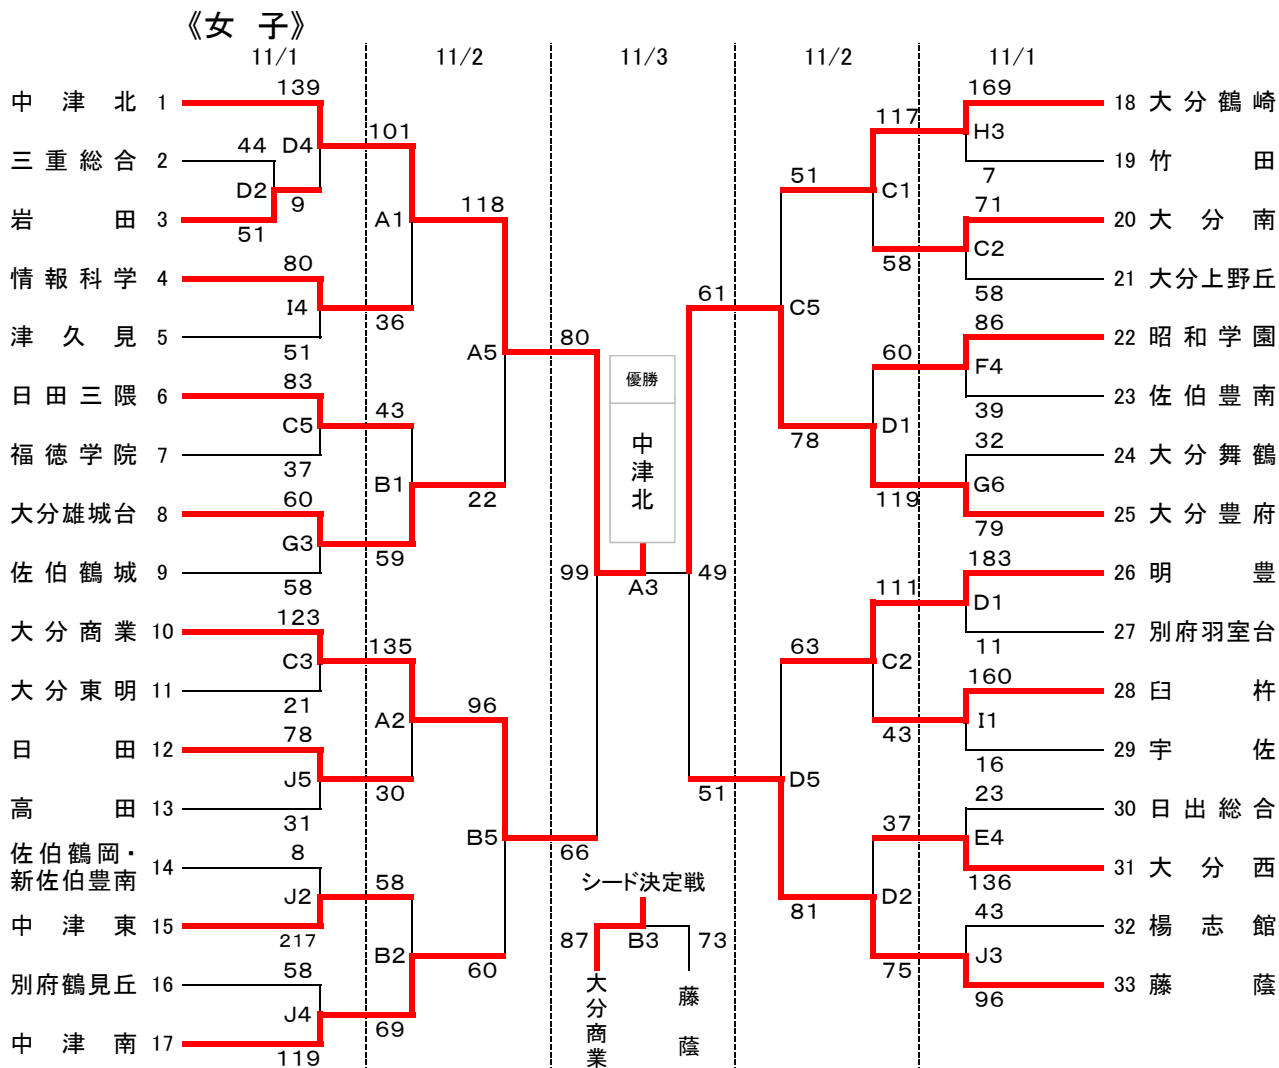 《女 子》
11/1 11/2 11/3 11/2 11/1
中津北 1 139
三重総合 2 44
D4
D2
岩田 3 51
9
101
A1
118
情報科学 4 80
I4
津久見 5 51
36
A5
80
日田三隈 6 83
C5
福徳学院 7 37
43
B1
22
大分雄城台 8 60
G3
佐伯鶴城 9 58
59
99
大分商業 10 123
C3
大分東明 11 21
135
A2
96
日田 12 78
J5
高田 13 31
30
B5
66
佐伯鶴岡・
新佐伯豊南 14 8
J2
中津東 15 217
58
B2
60
別府鶴見丘 16 58
J4
中津南 17 119
69
優勝
中津北
A3
シード決定戦
87 B3 73
大分商業
藤蔭
169 18 大分鶴崎
H3
7 19 竹田
117
C1
51
71 20 大分南
C2
58 21 大分上野丘
58
C5
61
86 22 昭和学園
F4
39 23 佐伯豊南
60
D1
78
32 24 大分舞鶴
G6
79 25 大分豊府
119
49
183 26 明豊
D1
11 27 別府羽室台
111
C2
63
160 28 臼杵
I1
16 29 宇佐
43
D5
51
23 30 日出総合
E4
136 31 大分西
37
D2
81
43 32 楊志館
J3
96 33 藤蔭
75